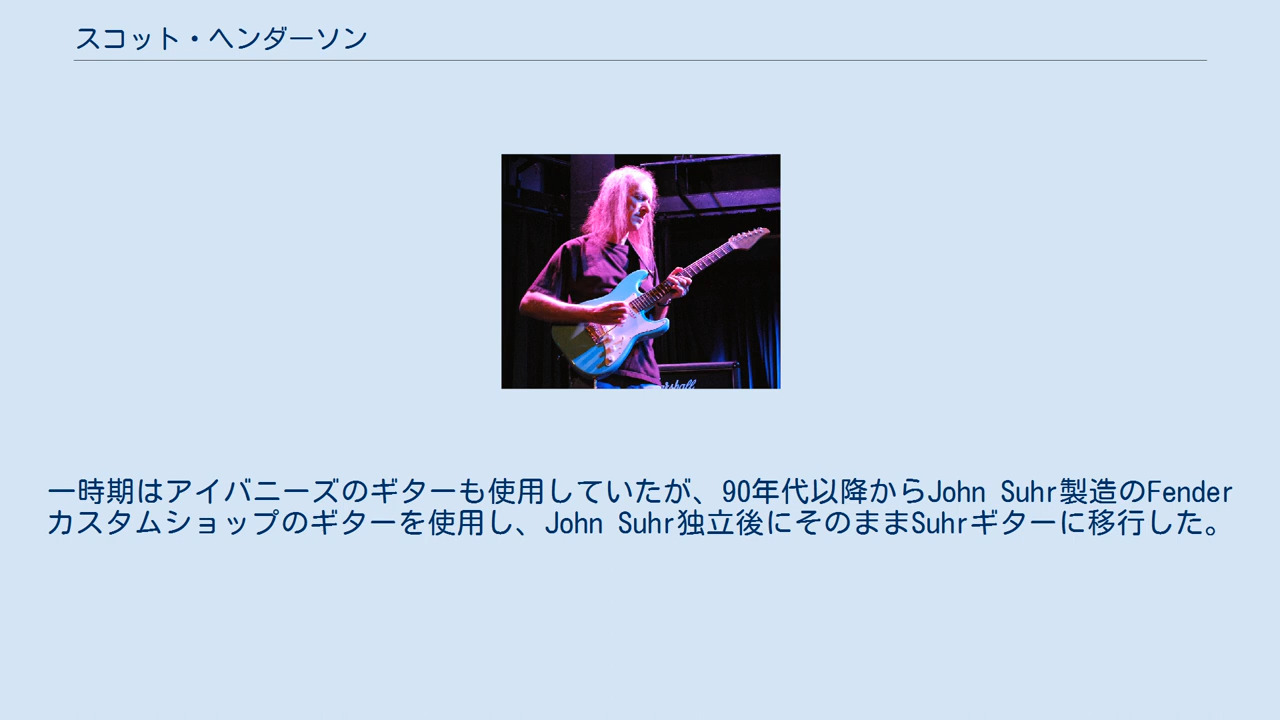 スコット・ヘンダーソン
一時期はアイバニーズのギターも使用していたが、90年代以降からJohn Suhr製造のFender
カスタムショップのギターを使用し、John Suhr独立後にそのままSuhrギターに移行した。